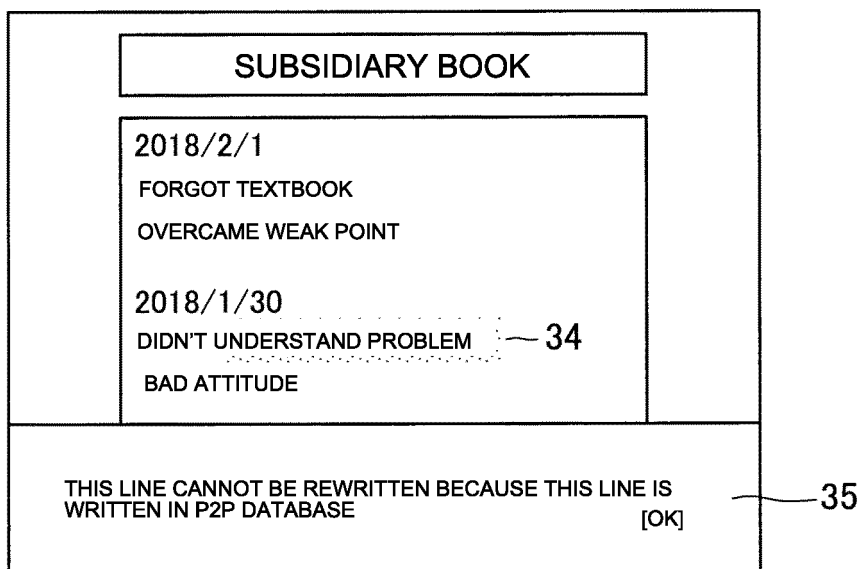 SUBSIDIARY BOOK
2018/2/1
FORGOT TEXTBOOK
OVERCAME WEAK POINT
2018/1/30
DIDN'T UNDERSTAND PROBLEM
34
BAD ATTITUDE
THIS LINE CANNOT BE REWRITTEN BECAUSE THIS LINE IS
WRITTEN IN P2P DATABASE
[OK]
35